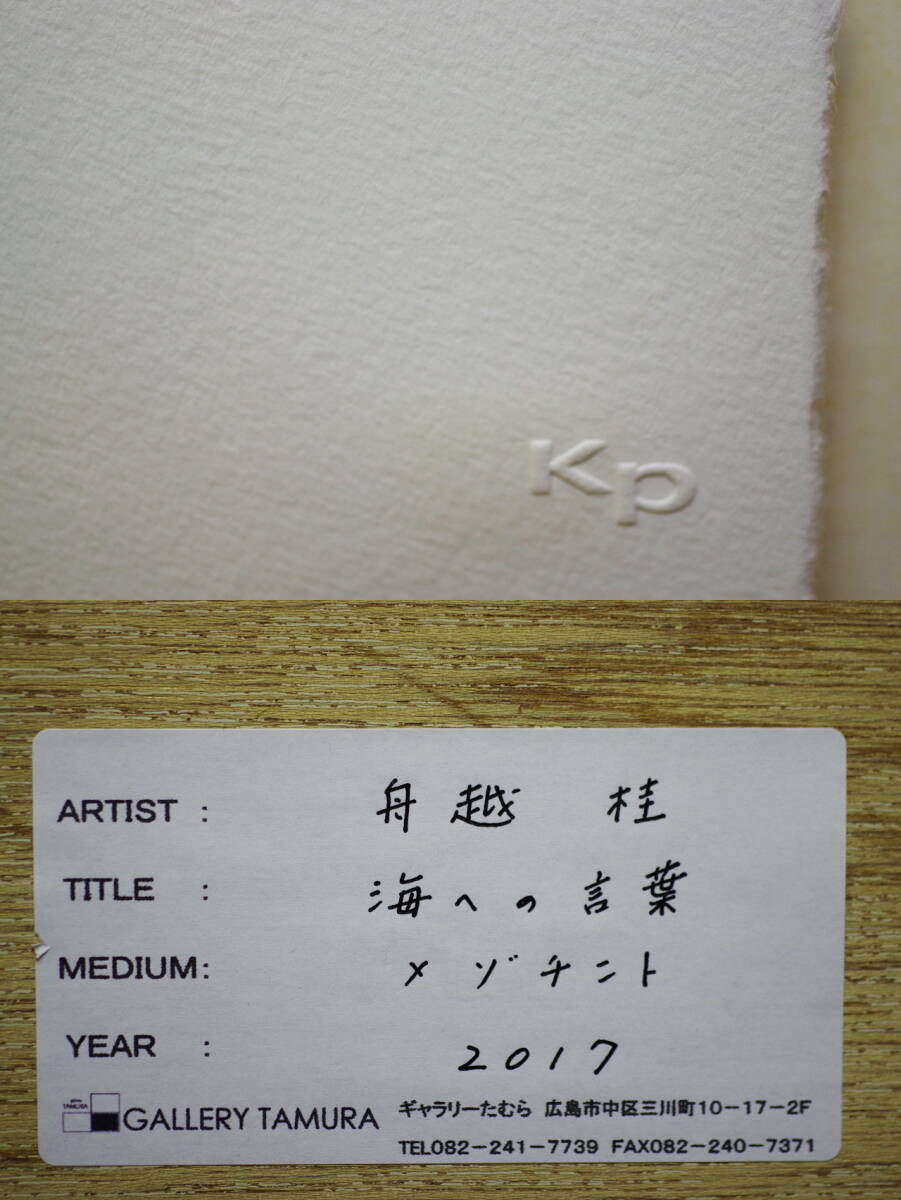 Kp
ARTIST : 舟越 桂
TITLE : 海への言葉
MEDIUM: メゾチント
YEAR : 2017
GALLERY TAMURA ギャラリーたむら 広島市中区三川町10-17-2F
TEL082-241-7739 FAX082-240-7371